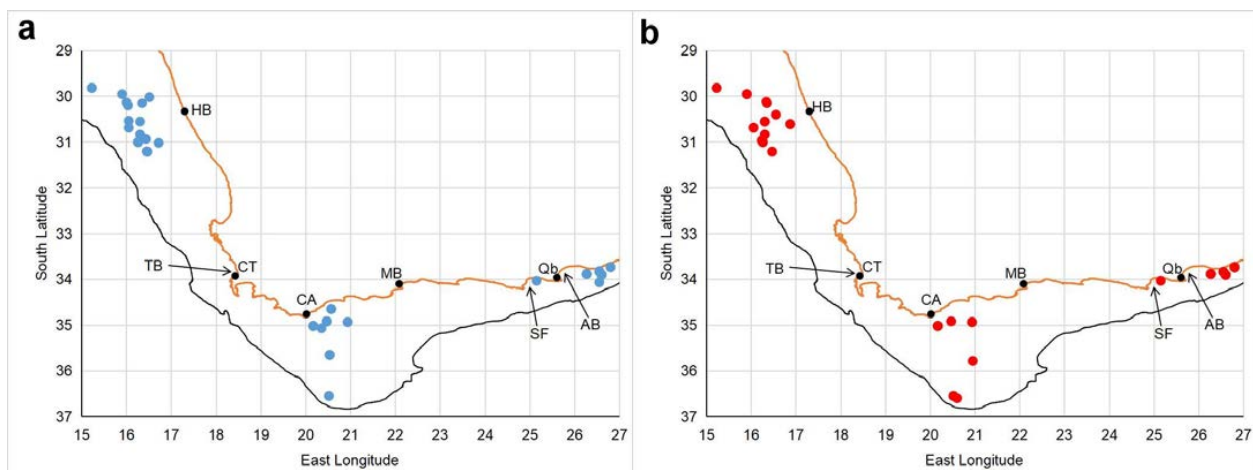 a
29
30
31
32
33
34
35
36
37
South Latitude
HB
TB
CT
CA
MB
Qb
SF
AB
15 16 17 18 19 20 21 22 23 24 25 26 27
East Longitude
b
29
30
31
32
33
34
35
36
37
South Latitude
HB
TB
CT
CA
MB
Qb
SF
AB
15 16 17 18 19 20 21 22 23 24 25 26 27
East Longitude